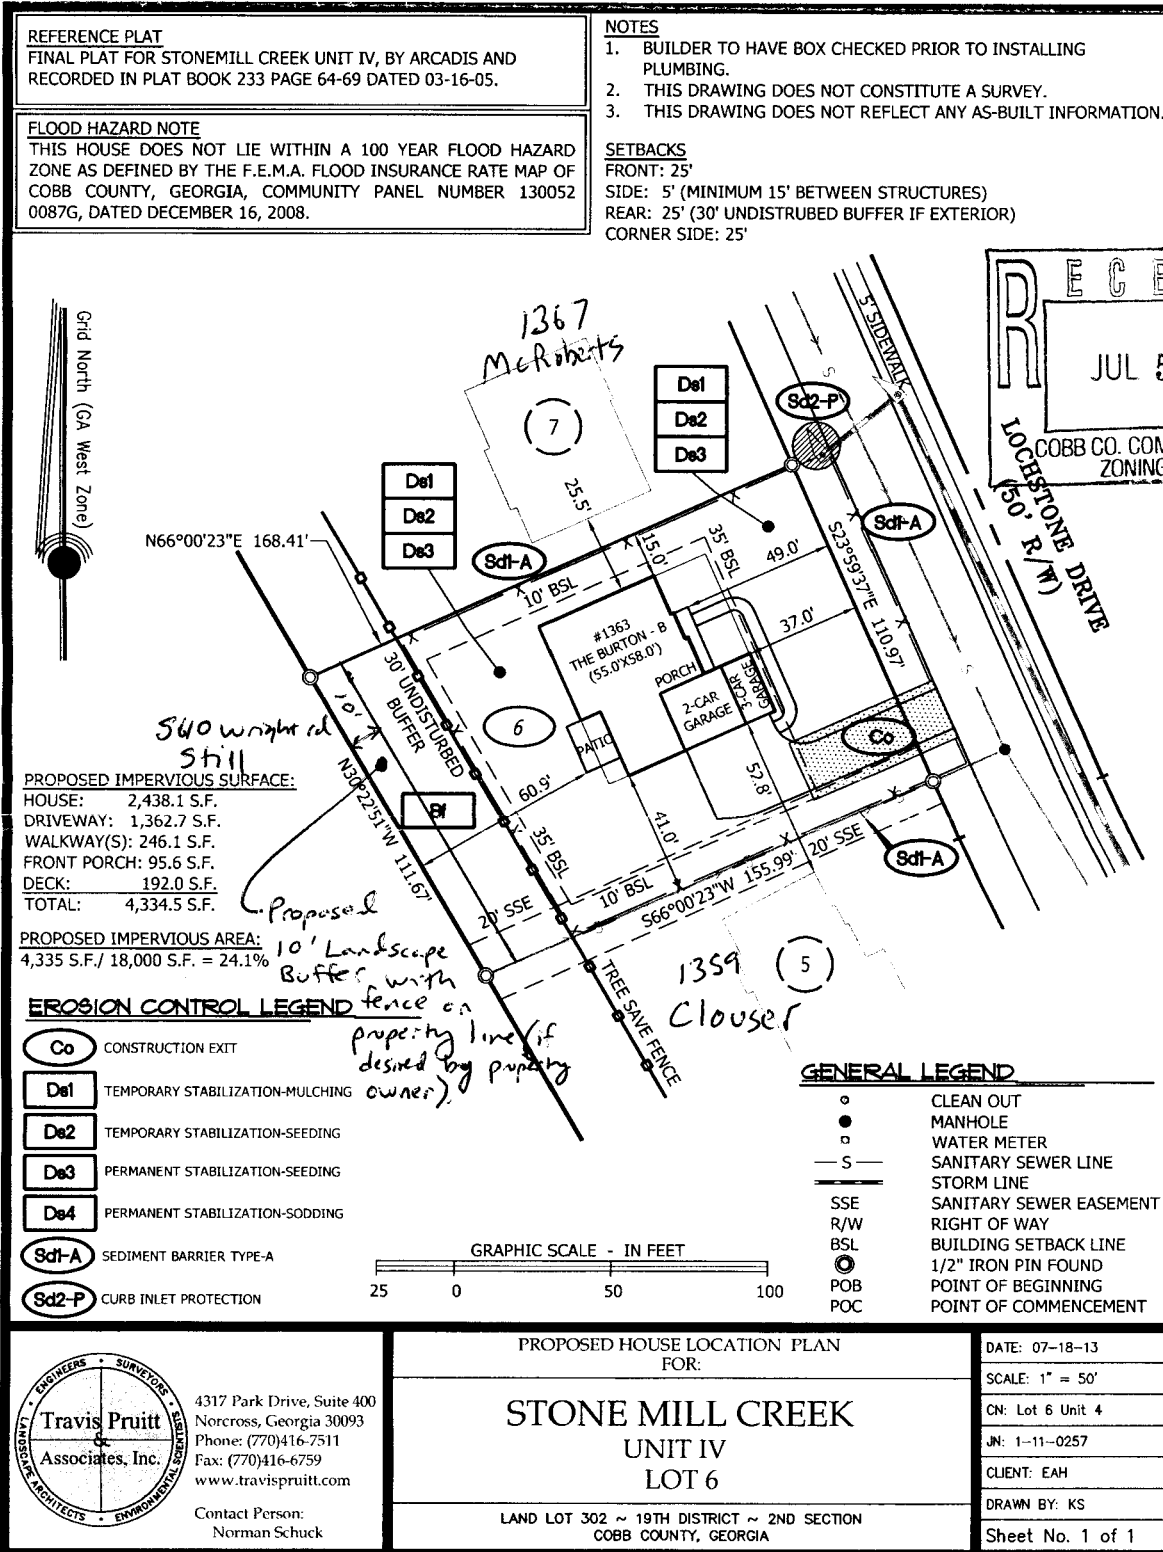 REFERENCE PLAT
FINAL PLAT FOR STONEMILL CREEK UNIT IV, BY ARCADIS AND
RECORDED IN PLAT BOOK 233 PAGE 64-69 DATED 03-16-05.
FLOOD HAZARD NOTE
THIS HOUSE DOES NOT LIE WITHIN A 100 YEAR FLOOD HAZARD
ZONE AS DEFINED BY THE F.E.M.A. FLOOD INSURANCE RATE MAP OF
COBB COUNTY, GEORGIA, COMMUNITY PANEL NUMBER 130052
0087G, DATED DECEMBER 16, 2008.
NOTES
1. BUILDER TO HAVE BOX CHECKED PRIOR TO INSTALLING
PLUMBING.
2. THIS DRAWING DOES NOT CONSTITUTE A SURVEY.
3. THIS DRAWING DOES NOT REFLECT ANY AS-BUILT INFORMATION.
SETBACKS
FRONT: 25'
SIDE: 5' (MINIMUM 15' BETWEEN STRUCTURES)
REAR: 25' (30' UNDISTRUBED BUFFER IF EXTERIOR)
CORNER SIDE: 25'
R E C E
JUL 5
COBB CO. COM
ZONING
Grid North (GA West Zone)
1367
McRoberts
7
25.5'
Ds1
Ds2
Ds3
Ds1
Ds2
Ds3
Sd2-P
S
5' SIDEWALK
LOCHSTONE DRIVE
(50' R/W)
N66°00'23"E 168.41'
Sd1-A
Sd1-A
10' BSL
15.0'
35' BSL
49.0'
S23°59'37"E 110.97'
37.0'
#1363
THE BURTON - B
(55.0'X58.0')
PORCH
2-CAR
GARAGE
3-CAR
GARAGE
PATIO
6
S
Co
30' UNDISTURBED
BUFFER
10'
540 Wright rd
Still
N30°22'51"W 111.67'
Bf
60.9'
52.8'
41.0'
35' BSL
20' SSE
10' BSL
S66°00'23"W 155.99'
20' SSE
Sd1-A
PROPOSED IMPERVIOUS SURFACE:
HOUSE: 2,438.1 S.F.
DRIVEWAY: 1,362.7 S.F.
WALKWAY(S): 246.1 S.F.
FRONT PORCH: 95.6 S.F.
DECK: 192.0 S.F.
TOTAL: 4,334.5 S.F.
PROPOSED IMPERVIOUS AREA:
4,335 S.F./ 18,000 S.F. = 24.1%
Proposed
10' Landscape
Buffer with
fence on
property line (if
desired by property
owner).
1359
Clouser
5
TREE SAVE FENCE
EROSION CONTROL LEGEND
Co CONSTRUCTION EXIT
Ds1 TEMPORARY STABILIZATION-MULCHING
Ds2 TEMPORARY STABILIZATION-SEEDING
Ds3 PERMANENT STABILIZATION-SEEDING
Ds4 PERMANENT STABILIZATION-SODDING
Sd1-A SEDIMENT BARRIER TYPE-A
Sd2-P CURB INLET PROTECTION
GRAPHIC SCALE - IN FEET
25 0 50 100
GENERAL LEGEND
CLEAN OUT
MANHOLE
WATER METER
S SANITARY SEWER LINE
STORM LINE
SSE SANITARY SEWER EASEMENT
R/W RIGHT OF WAY
BSL BUILDING SETBACK LINE
1/2" IRON PIN FOUND
POB POINT OF BEGINNING
POC POINT OF COMMENCEMENT
ENGINEERS • SURVEYORS • ENVIRONMENTAL SCIENTISTS • LANDSCAPE ARCHITECTS
Travis Pruitt
&
Associates, Inc.
4317 Park Drive, Suite 400
Norcross, Georgia 30093
Phone: (770)416-7511
Fax: (770)416-6759
www.travispruitt.com
Contact Person:
Norman Schuck
PROPOSED HOUSE LOCATION PLAN
FOR:
STONE MILL CREEK
UNIT IV
LOT 6
LAND LOT 302 ~ 19TH DISTRICT ~ 2ND SECTION
COBB COUNTY, GEORGIA
DATE: 07-18-13
SCALE: 1" = 50'
CN: Lot 6 Unit 4
JN: 1-11-0257
CLIENT: EAH
DRAWN BY: KS
Sheet No. 1 of 1